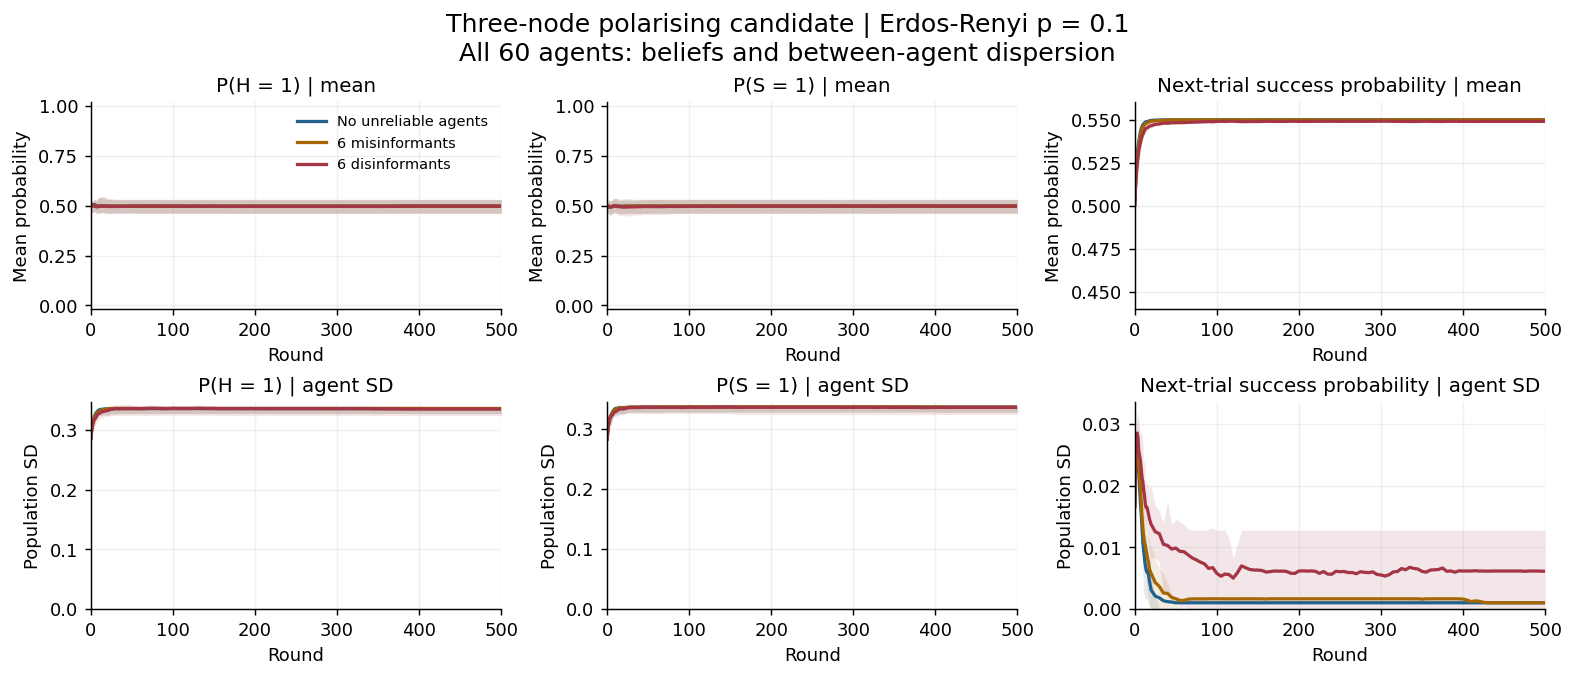 Three-node polarising candidate | Erdos-Renyi p = 0.1
All 60 agents: beliefs and between-agent dispersion
P(H = 1) | mean
Mean probability
1.00
0.75
0.50
0.25
0.00
No unreliable agents
6 misinformants
6 disinformants
0 100 200 300 400 500
Round
P(S = 1) | mean
Mean probability
1.00
0.75
0.50
0.25
0.00
0 100 200 300 400 500
Round
Next-trial success probability | mean
Mean probability
0.550
0.525
0.500
0.475
0.450
0 100 200 300 400 500
Round
P(H = 1) | agent SD
Population SD
0.3
0.2
0.1
0.0
0 100 200 300 400 500
Round
P(S = 1) | agent SD
Population SD
0.3
0.2
0.1
0.0
0 100 200 300 400 500
Round
Next-trial success probability | agent SD
Population SD
0.03
0.02
0.01
0.00
0 100 200 300 400 500
Round